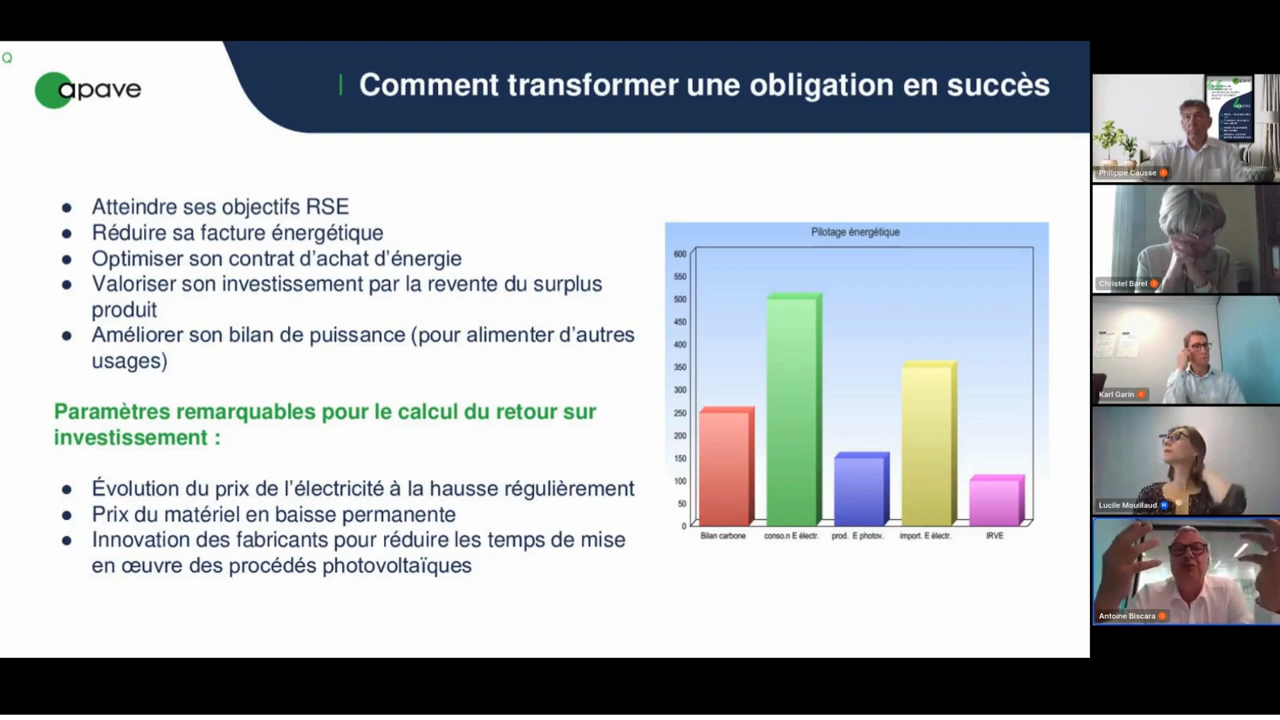 Q
apave
Comment transformer une obligation en succès
● Atteindre ses objectifs RSE
● Réduire sa facture énergétique
● Optimiser son contrat d’achat d’énergie
● Valoriser son investissement par la revente du surplus
produit
● Améliorer son bilan de puissance (pour alimenter d’autres
usages)
Paramètres remarquables pour le calcul du retour sur
investissement :
● Évolution du prix de l’électricité à la hausse régulièrement
● Prix du matériel en baisse permanente
● Innovation des fabricants pour réduire les temps de mise
en œuvre des procédés photovoltaïques
Pilotage énergétique
600
550
500
450
400
350
300
250
200
150
100
50
0
Bilan carbone conso.n E électr. prod. E photov. import. E électr. IRVE
Philippe Causse
Christel Barel
Karl Garin
Lucile Mouillaud
Antoine Biscara